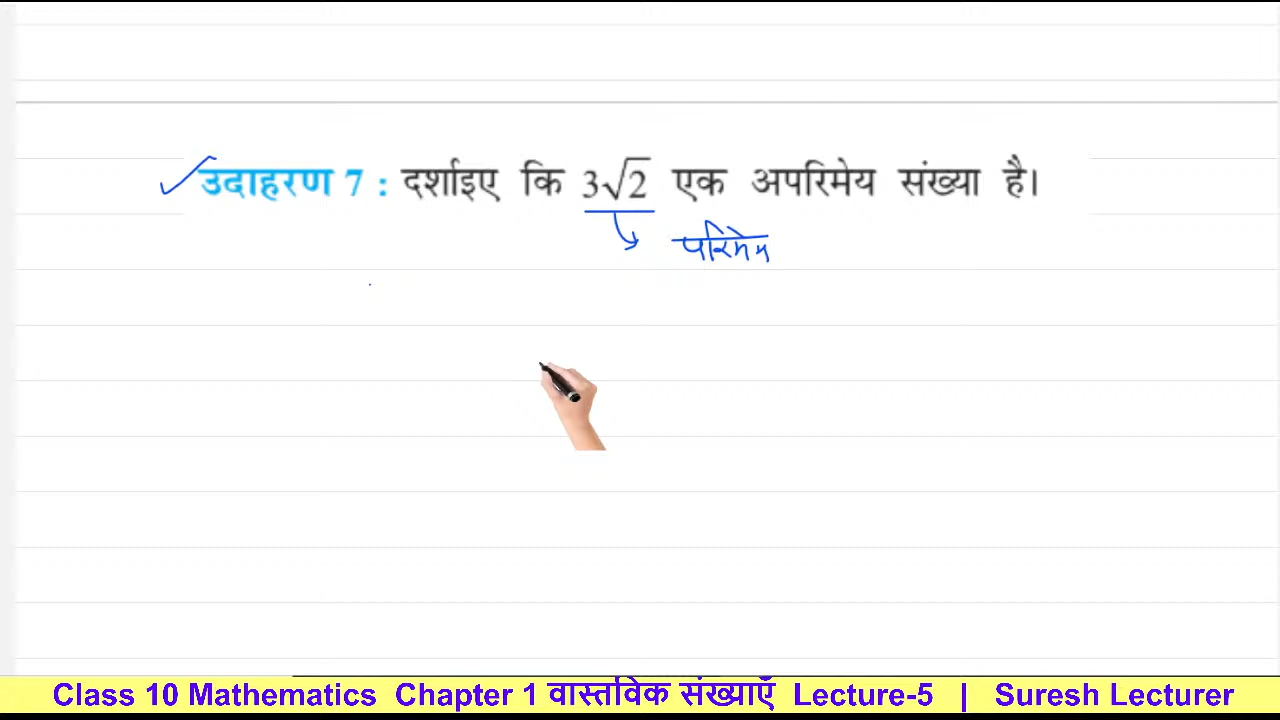 उदाहरण 7 : दर्शाइए कि 3√2 एक अपरिमेय संख्या है।
परिमेय
Class 10 Mathematics Chapter 1 वास्तविक संख्याएँ Lecture-5 | Suresh Lecturer